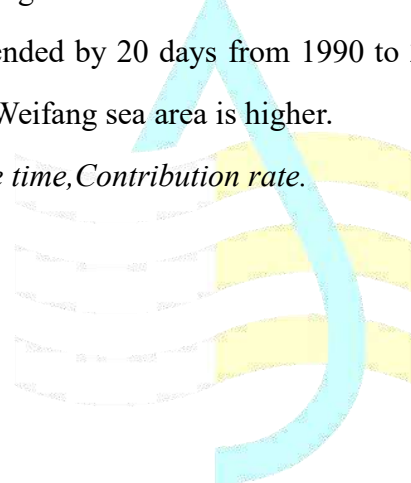 ended by 20 days from 1990 to
Weifang sea area is higher.
e time,Contribution rate.